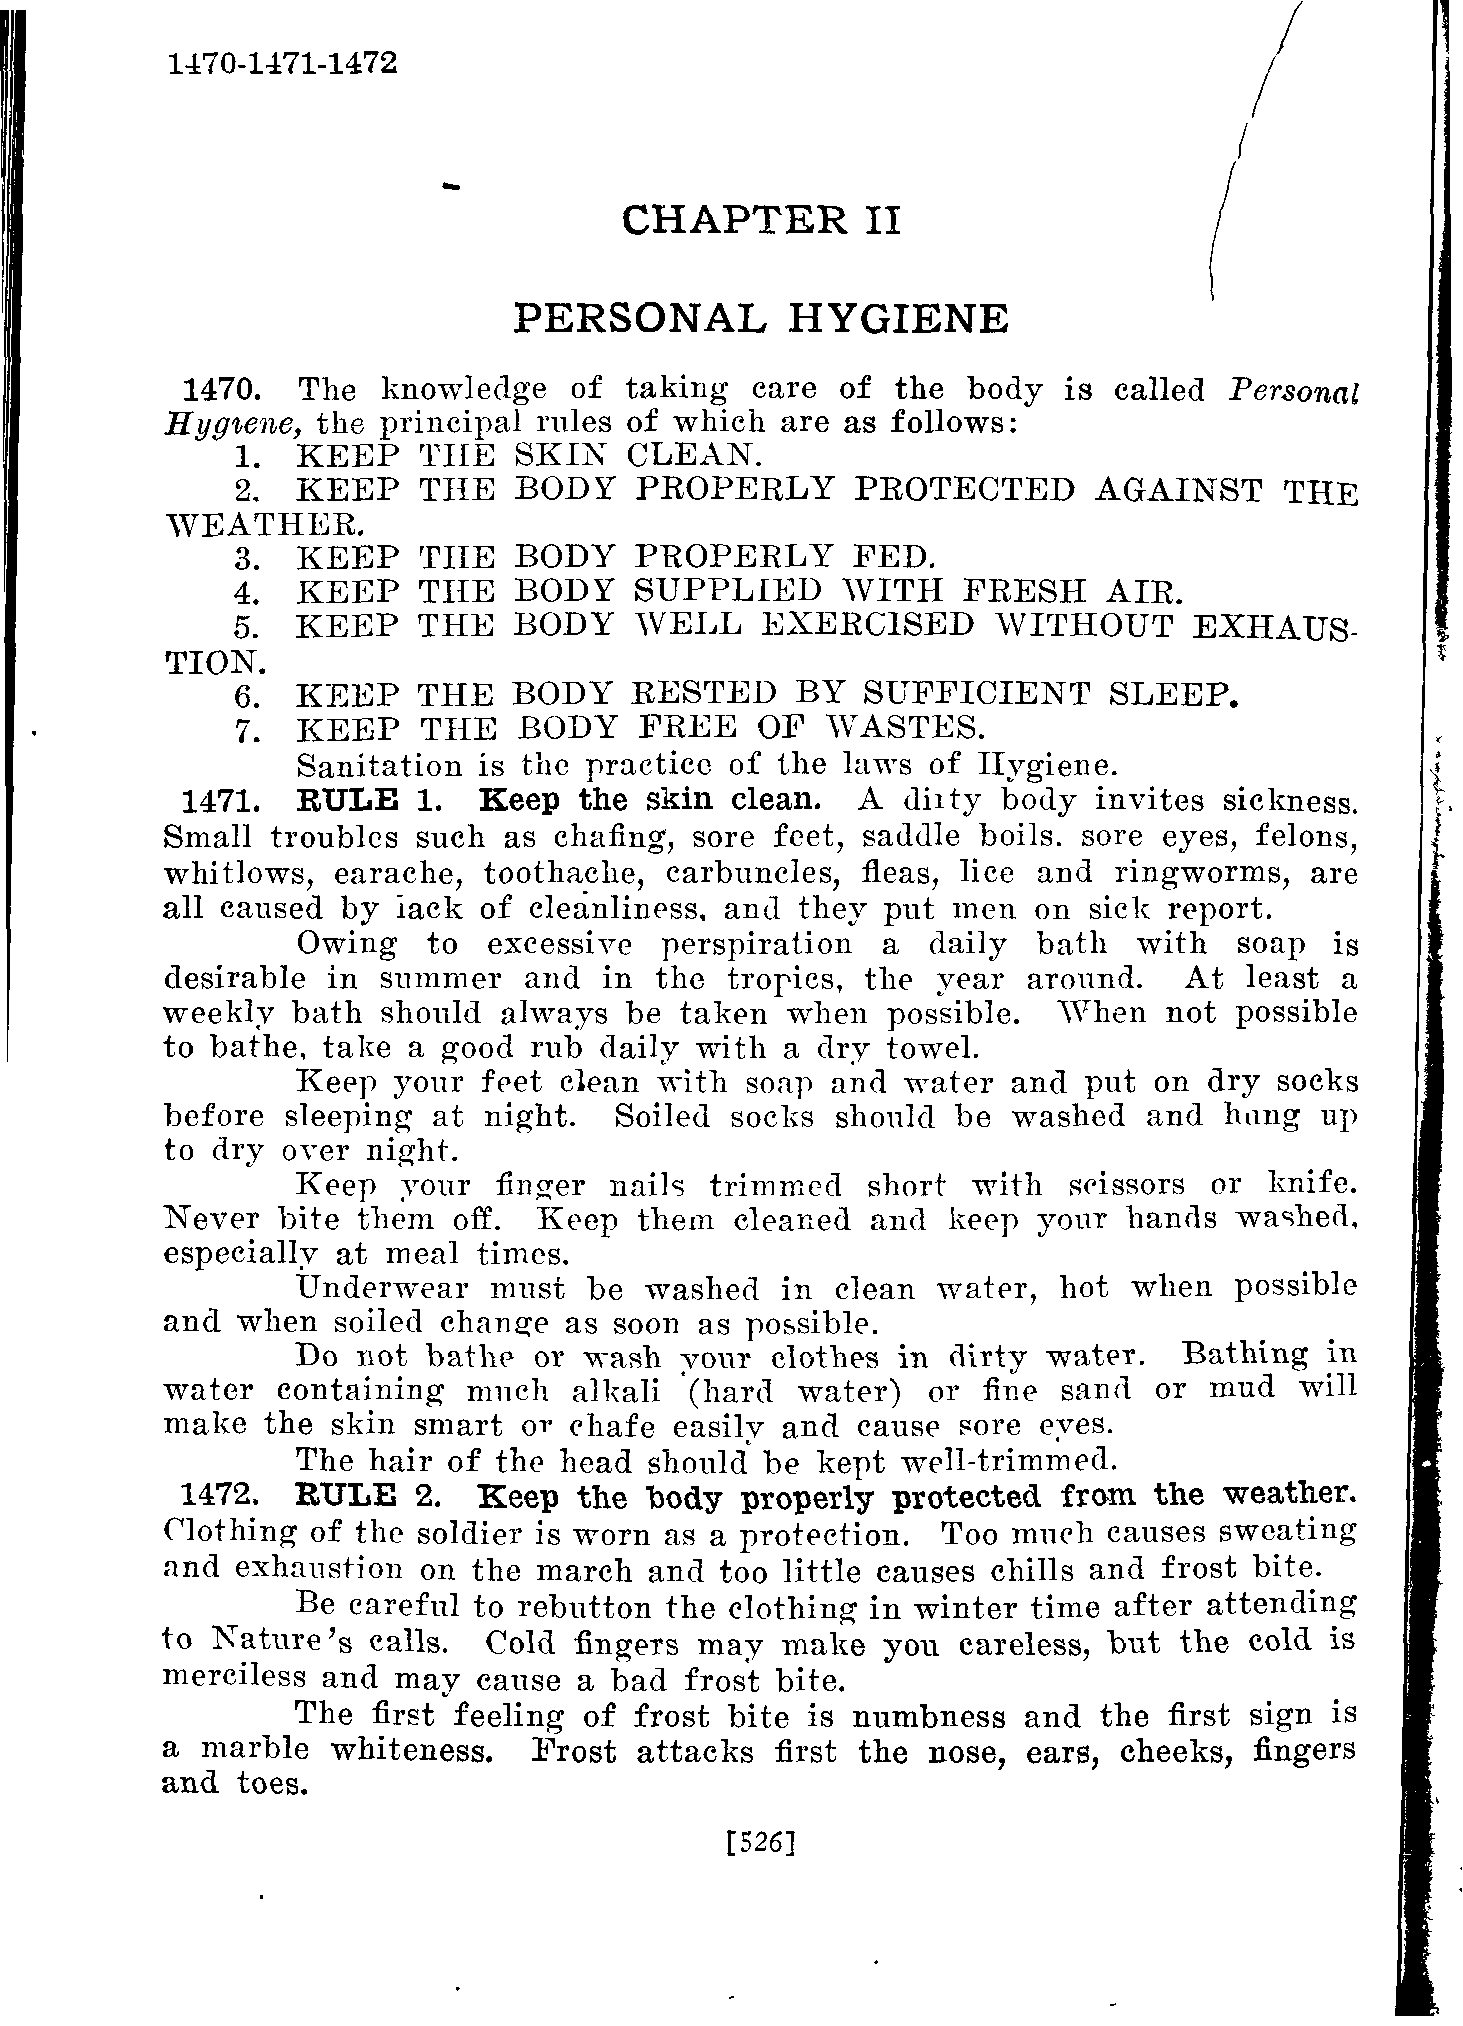 1470-1471-1472
CHAPTER II
PERSONAL HYGIENE
1470. The knowledge of taking care of the body is called Personal
Hygiene, the principal rules of which are as follows:
1. KEEP THE SKIN CLEAN.
2. KEEP THE BODY PROPERLY PROTECTED AGAINST THE
WEATHER.
3. KEEP THE BODY PROPERLY FED.
4. KEEP THE BODY SUPPLIED WITH FRESH AIR.
5. KEEP THE BODY WELL EXERCISED WITHOUT EXHAUS-
TION.
6. KEEP THE BODY RESTED BY SUFFICIENT SLEEP.
7. KEEP THE BODY FREE OF WASTES.
Sanitation is the practice of the laws of Hygiene.
1471. RULE 1. Keep the skin clean. A dirty body invites sickness.
Small troubles such as chafing, sore feet, saddle boils. sore eyes, felons,
whitlows, earache, toothache, carbuncles, fleas, lice and ringworms, are
all caused by lack of cleanliness, and they put men on sick report.
Owing to excessive perspiration a daily bath with soap is
desirable in summer and in the tropics, the year around. At least a
weekly bath should always be taken when possible. When not possible
to bathe, take a good rub daily with a dry towel.
Keep your feet clean with soap and water and put on dry socks
before sleeping at night. Soiled socks should be washed and hung up
to dry over night.
Keep your finger nails trimmed short with scissors or knife.
Never bite them off. Keep them cleaned and keep your hands washed,
especially at meal times.
Underwear must be washed in clean water, hot when possible
and when soiled change as soon as possible.
Do not bathe or wash your clothes in dirty water. Bathing in
water containing much alkali (hard water) or fine sand or mud will
make the skin smart or chafe easily and cause sore eyes.
The hair of the head should be kept well-trimmed.
1472. RULE 2. Keep the body properly protected from the weather.
Clothing of the soldier is worn as a protection. Too much causes sweating
and exhaustion on the march and too little causes chills and frost bite.
Be careful to rebutton the clothing in winter time after attending
to Nature's calls. Cold fingers may make you careless, but the cold is
merciless and may cause a bad frost bite.
The first feeling of frost bite is numbness and the first sign is
a marble whiteness. Frost attacks first the nose, ears, cheeks, fingers
and toes.
[526]